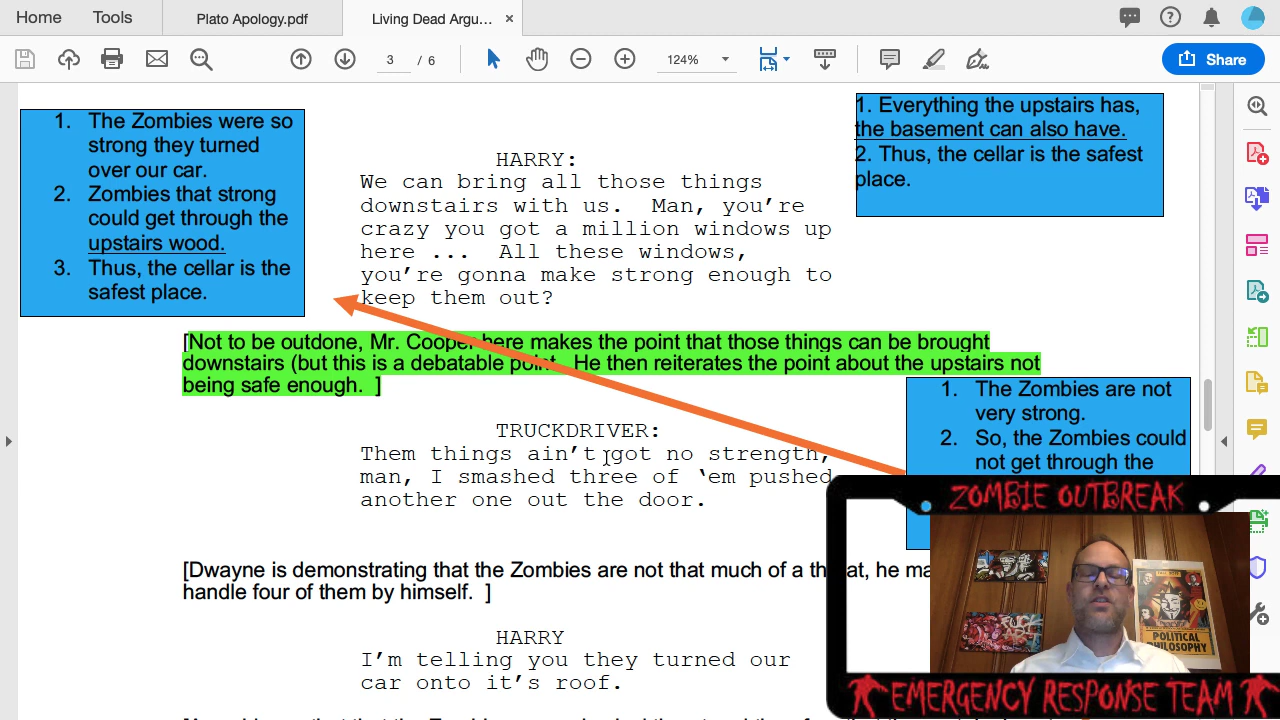 Home
Tools
Plato Apology.pdf
Living Dead Argu...
3 / 6
124%
Share
1. The Zombies were so
strong they turned
over our car.
2. Zombies that strong
could get through the
upstairs wood.
3. Thus, the cellar is the
safest place.
1. Everything the upstairs has,
the basement can also have.
2. Thus, the cellar is the safest
place.
HARRY:
We can bring all those things
downstairs with us. Man, you’re
crazy you got a million windows up
here ... All these windows,
you’re gonna make strong enough to
keep them out?
[Not to be outdone, Mr. Cooper here makes the point that those things can be brought
downstairs (but this is a debatable point. He then reiterates the point about the upstairs not
being safe enough. ]
1. The Zombies are not
very strong.
2. So, the Zombies could
not get through the
TRUCKDRIVER:
Them things ain’t got no strength,
man, I smashed three of ‘em pushed
another one out the door.
[Dwayne is demonstrating that the Zombies are not that much of a threat, he ma
handle four of them by himself. ]
HARRY
I’m telling you they turned our
car onto it’s roof.
ZOMBIE OUTBREAK
FUCK
ART
POLITICAL
PHILOSOPHY
EMERGENCY RESPONSE TEAM